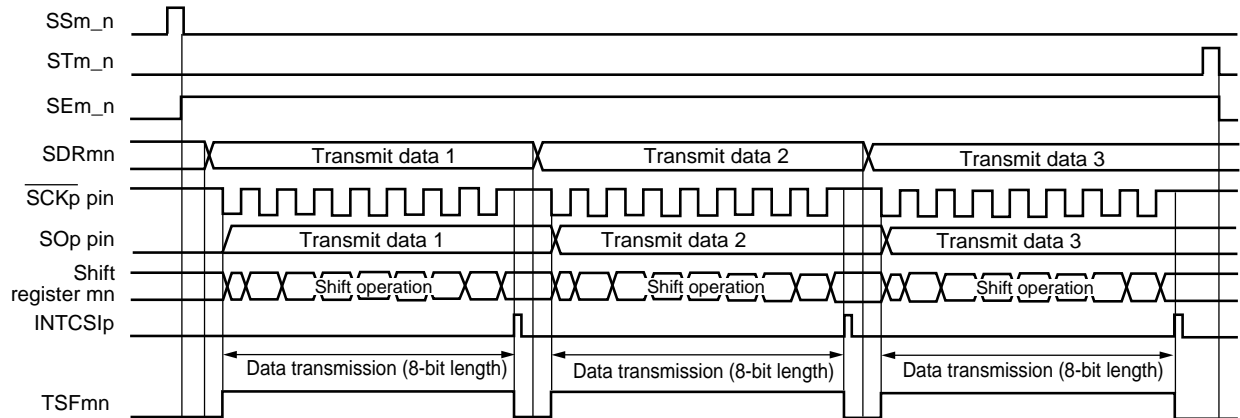 SSm_n
STm_n
SEm_n
SDRmn Transmit data 1 Transmit data 2 Transmit data 3
SCKp pin
SOp pin Transmit data 1 Transmit data 2 Transmit data 3
Shift
register mn Shift operation Shift operation Shift operation
INTCSIp
Data transmission (8-bit length) Data transmission (8-bit length) Data transmission (8-bit length)
TSFmn